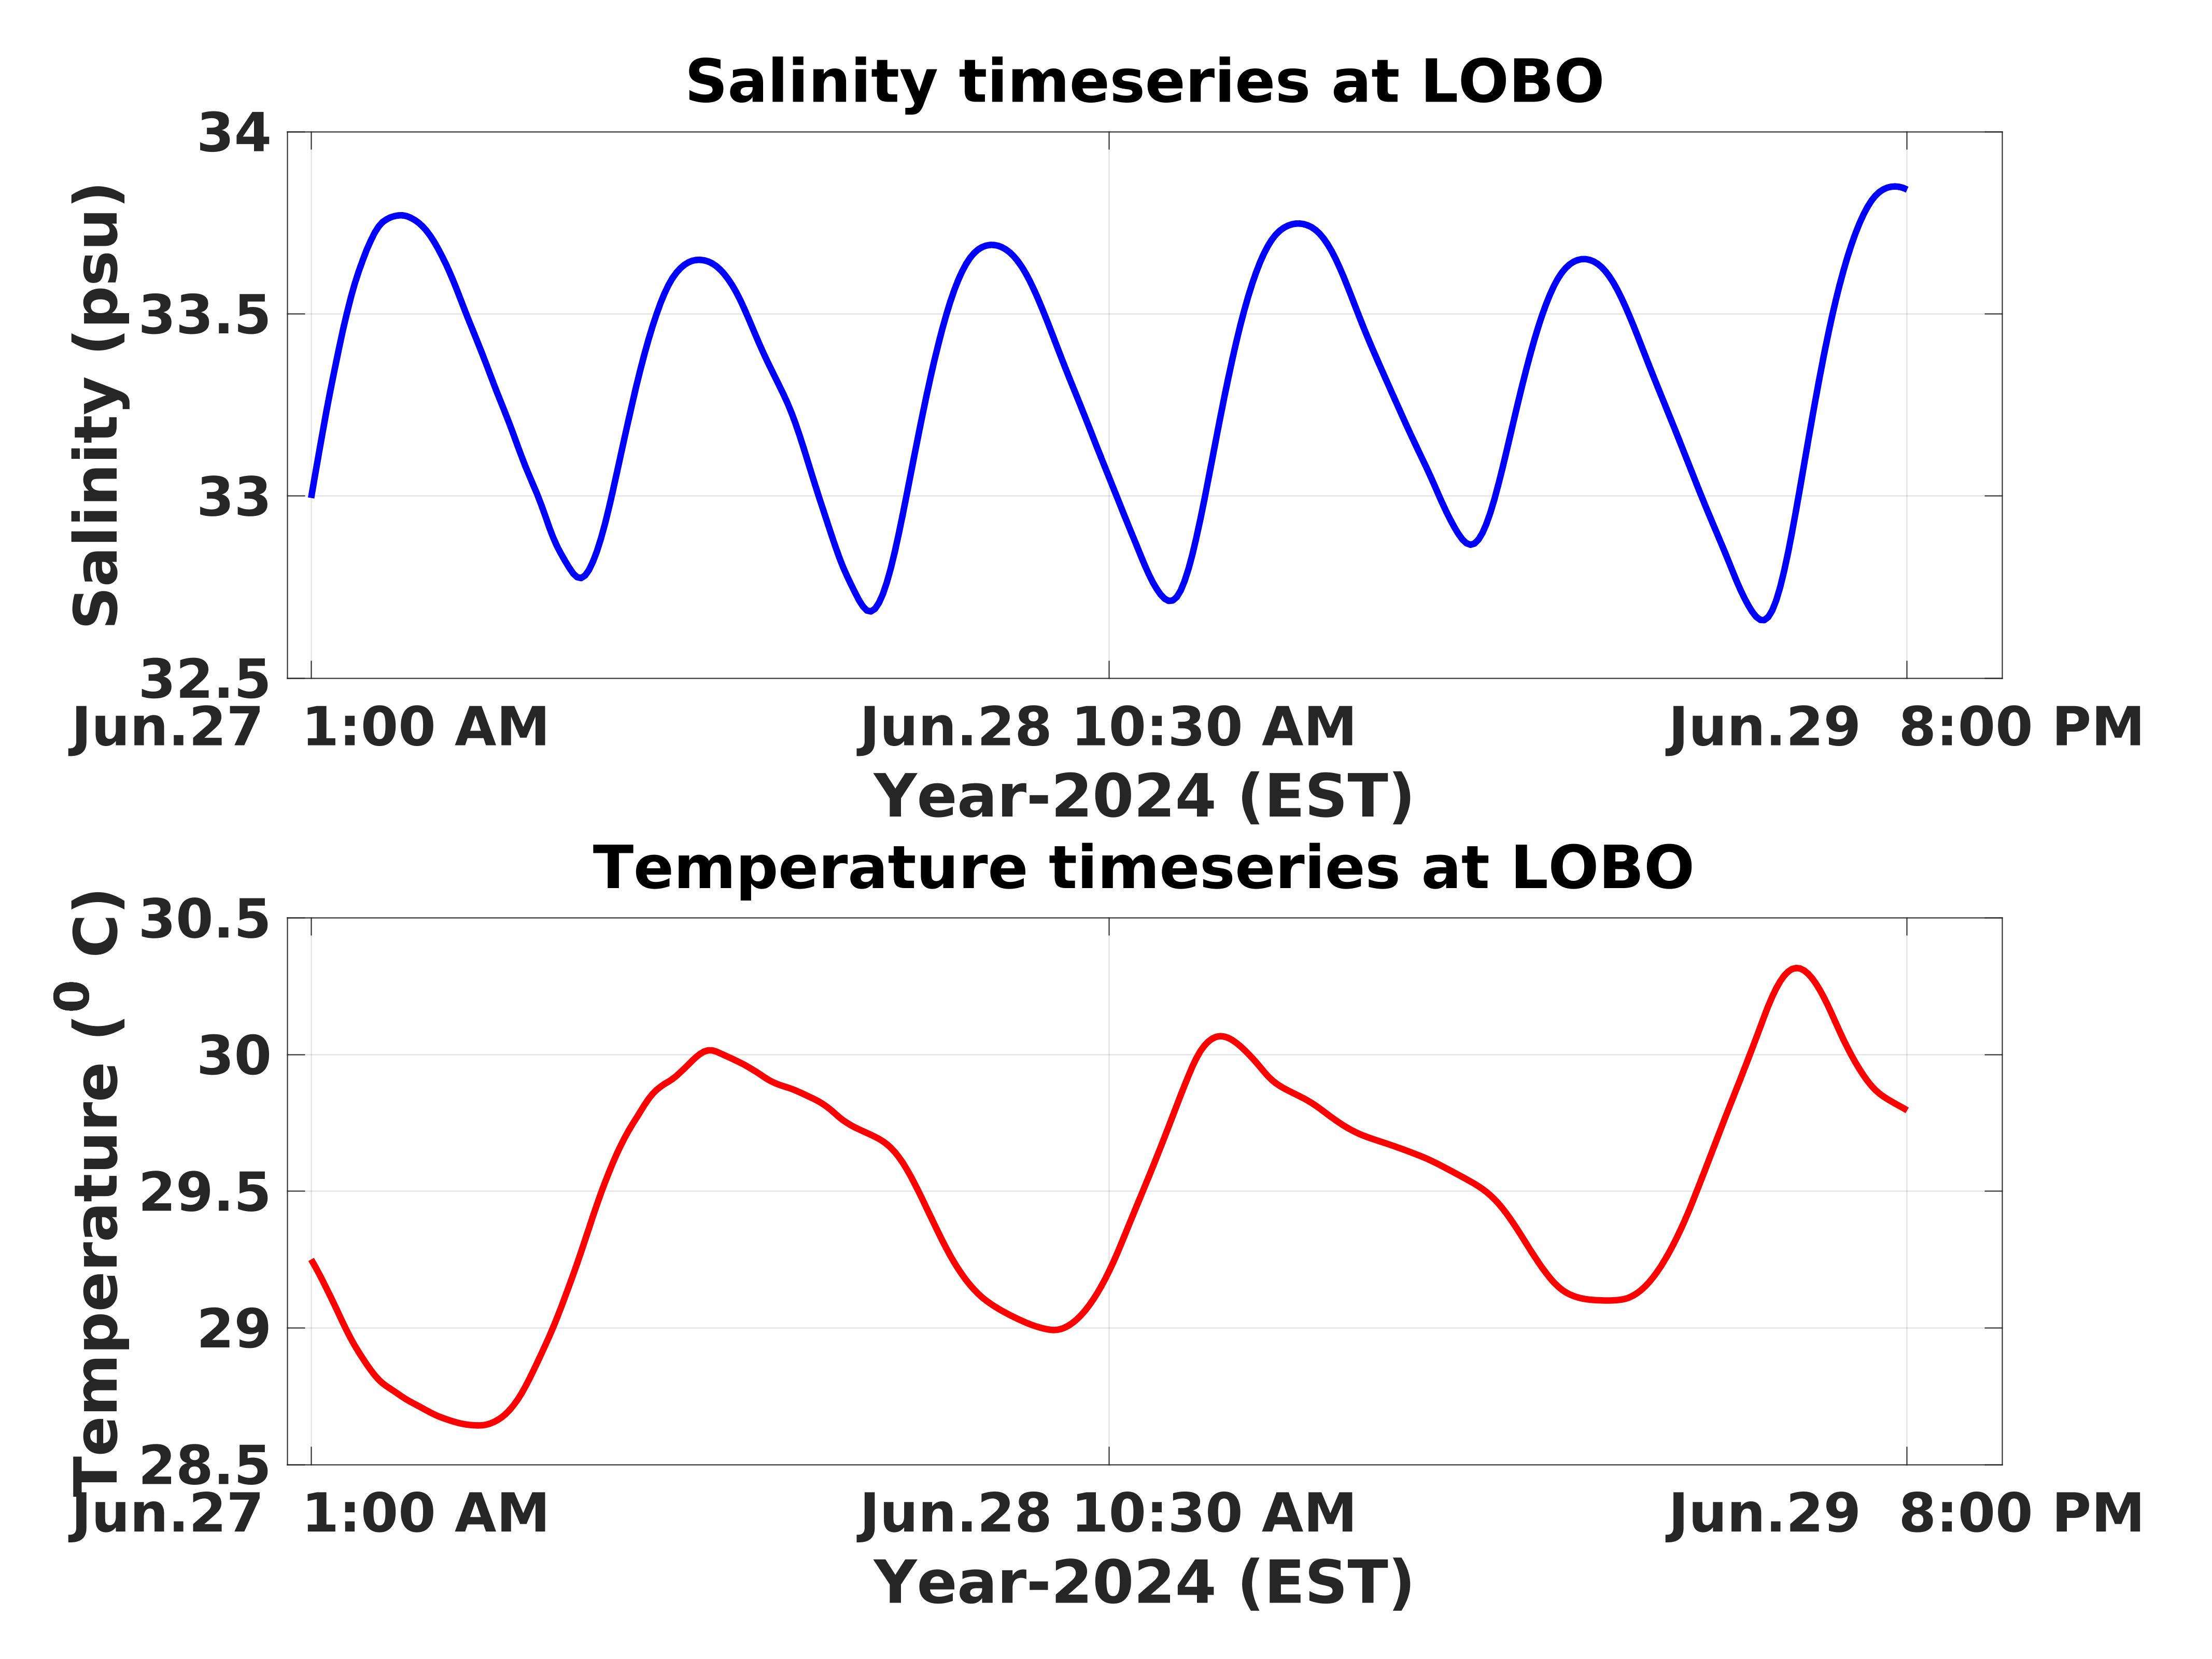 Salinity timeseries at LOBO
Salinity (psu)
34
33.5
33
32.5
Jun.27  1:00 AM
Jun.28 10:30 AM
Jun.29  8:00 PM
Year-2024 (EST)
Temperature timeseries at LOBO
Temperature (⁰ C)
30.5
30
29.5
29
28.5
Jun.27  1:00 AM
Jun.28 10:30 AM
Jun.29  8:00 PM
Year-2024 (EST)